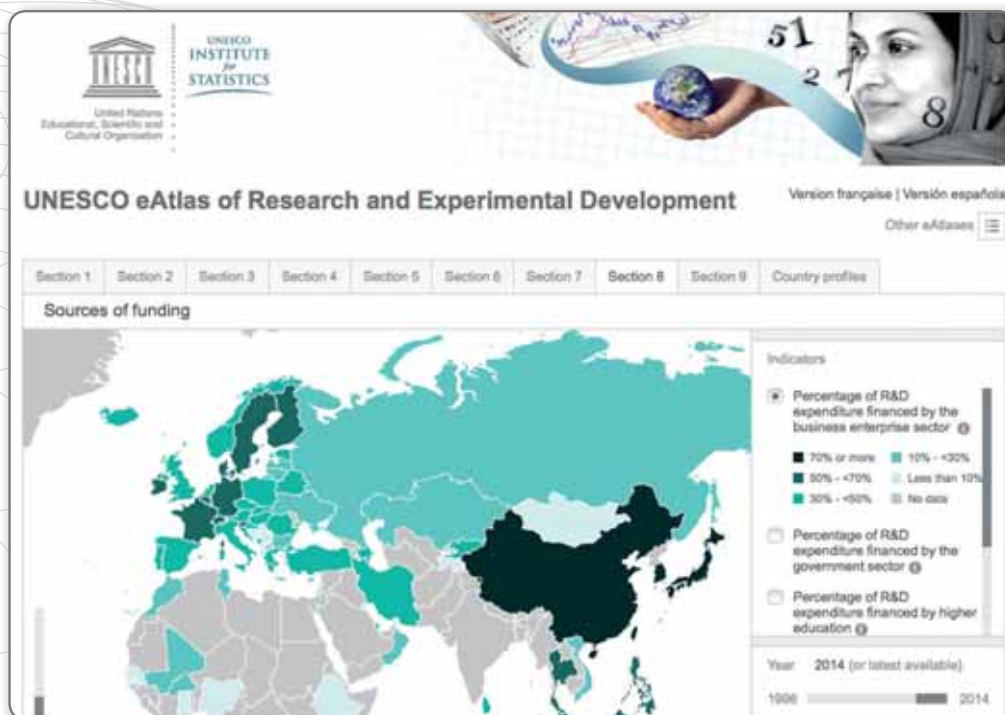 UNESCO
INSTITUTE
for
STATISTICS
United Nations
Educational, Scientific and
Cultural Organisation
51
2
7
8
UNESCO eAtlas of Research and Experimental Development
Version française | Versión española
Other eAtlases
Section 1 Section 2 Section 3 Section 4 Section 5 Section 6 Section 7 Section 8 Section 9 Country profiles
Sources of funding
Indicators
Percentage of R&D
expenditure financed by the
business enterprise sector
70% or more 10% - <30%
50% - <70% Less than 10%
30% - <50% No data
Percentage of R&D
expenditure financed by the
government sector
Percentage of R&D
expenditure financed by higher
education
Year 2014 (or latest available)
1996 2014